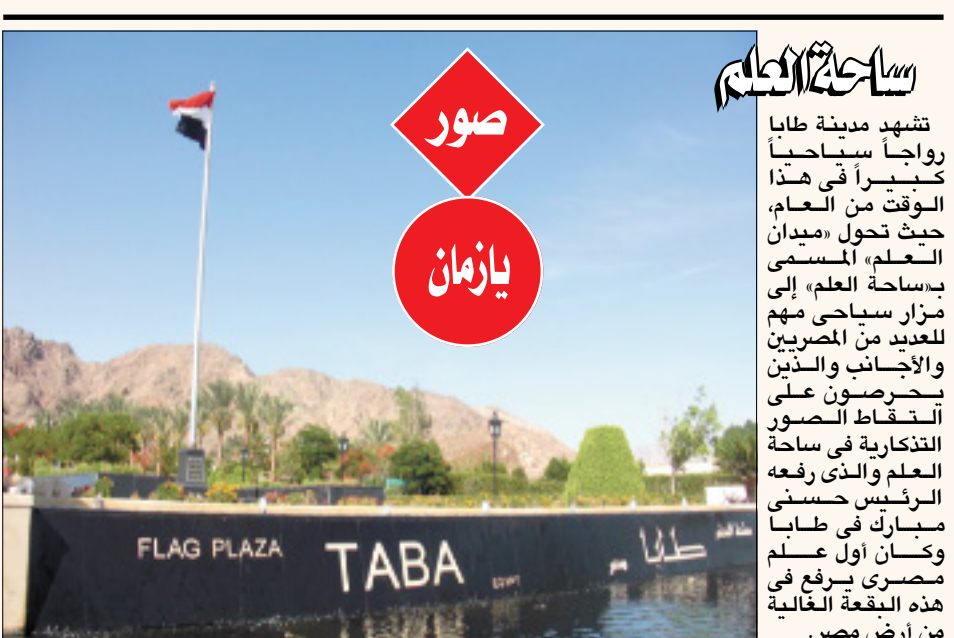 ساحة العلم
تشهد مدينة طابا
رواجاً سياحياً
كبيراً فى هذا
الوقت من العام،
حيث تحول «ميدان
العلم» المسمى
بـ«ساحة العلم» إلى
مزار سياحى مهم
للعديد من المصريين
والأجانب والذين
يحرصون على
التقاط الصور
التذكارية فى ساحة
العلم والذى رفعه
الرئيس حسنى
مبارك فى طابا
وكان أول علم
مصرى يرفع فى
هذه البقعة الغالية
من أرض مصر.
صور
يازمان
FLAG PLAZA
TABA
EGYPT
طابا
مصر
ساحة العلم